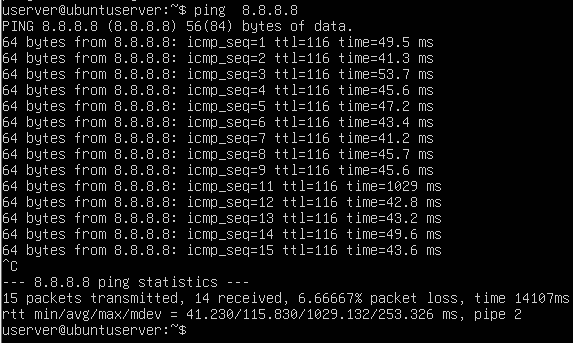 userver@ubuntuserver:~$ ping  8.8.8.8
PING 8.8.8.8 (8.8.8.8) 56(84) bytes of data.
64 bytes from 8.8.8.8: icmp_seq=1 ttl=116 time=49.5 ms
64 bytes from 8.8.8.8: icmp_seq=2 ttl=116 time=41.3 ms
64 bytes from 8.8.8.8: icmp_seq=3 ttl=116 time=53.7 ms
64 bytes from 8.8.8.8: icmp_seq=4 ttl=116 time=45.6 ms
64 bytes from 8.8.8.8: icmp_seq=5 ttl=116 time=47.2 ms
64 bytes from 8.8.8.8: icmp_seq=6 ttl=116 time=43.4 ms
64 bytes from 8.8.8.8: icmp_seq=7 ttl=116 time=41.2 ms
64 bytes from 8.8.8.8: icmp_seq=8 ttl=116 time=45.7 ms
64 bytes from 8.8.8.8: icmp_seq=9 ttl=116 time=45.6 ms
64 bytes from 8.8.8.8: icmp_seq=11 ttl=116 time=1029 ms
64 bytes from 8.8.8.8: icmp_seq=12 ttl=116 time=42.8 ms
64 bytes from 8.8.8.8: icmp_seq=13 ttl=116 time=43.2 ms
64 bytes from 8.8.8.8: icmp_seq=14 ttl=116 time=49.6 ms
64 bytes from 8.8.8.8: icmp_seq=15 ttl=116 time=43.6 ms
^C
--- 8.8.8.8 ping statistics ---
15 packets transmitted, 14 received, 6.66667% packet loss, time 14107ms
rtt min/avg/max/mdev = 41.230/115.830/1029.132/253.326 ms, pipe 2
userver@ubuntuserver:~$